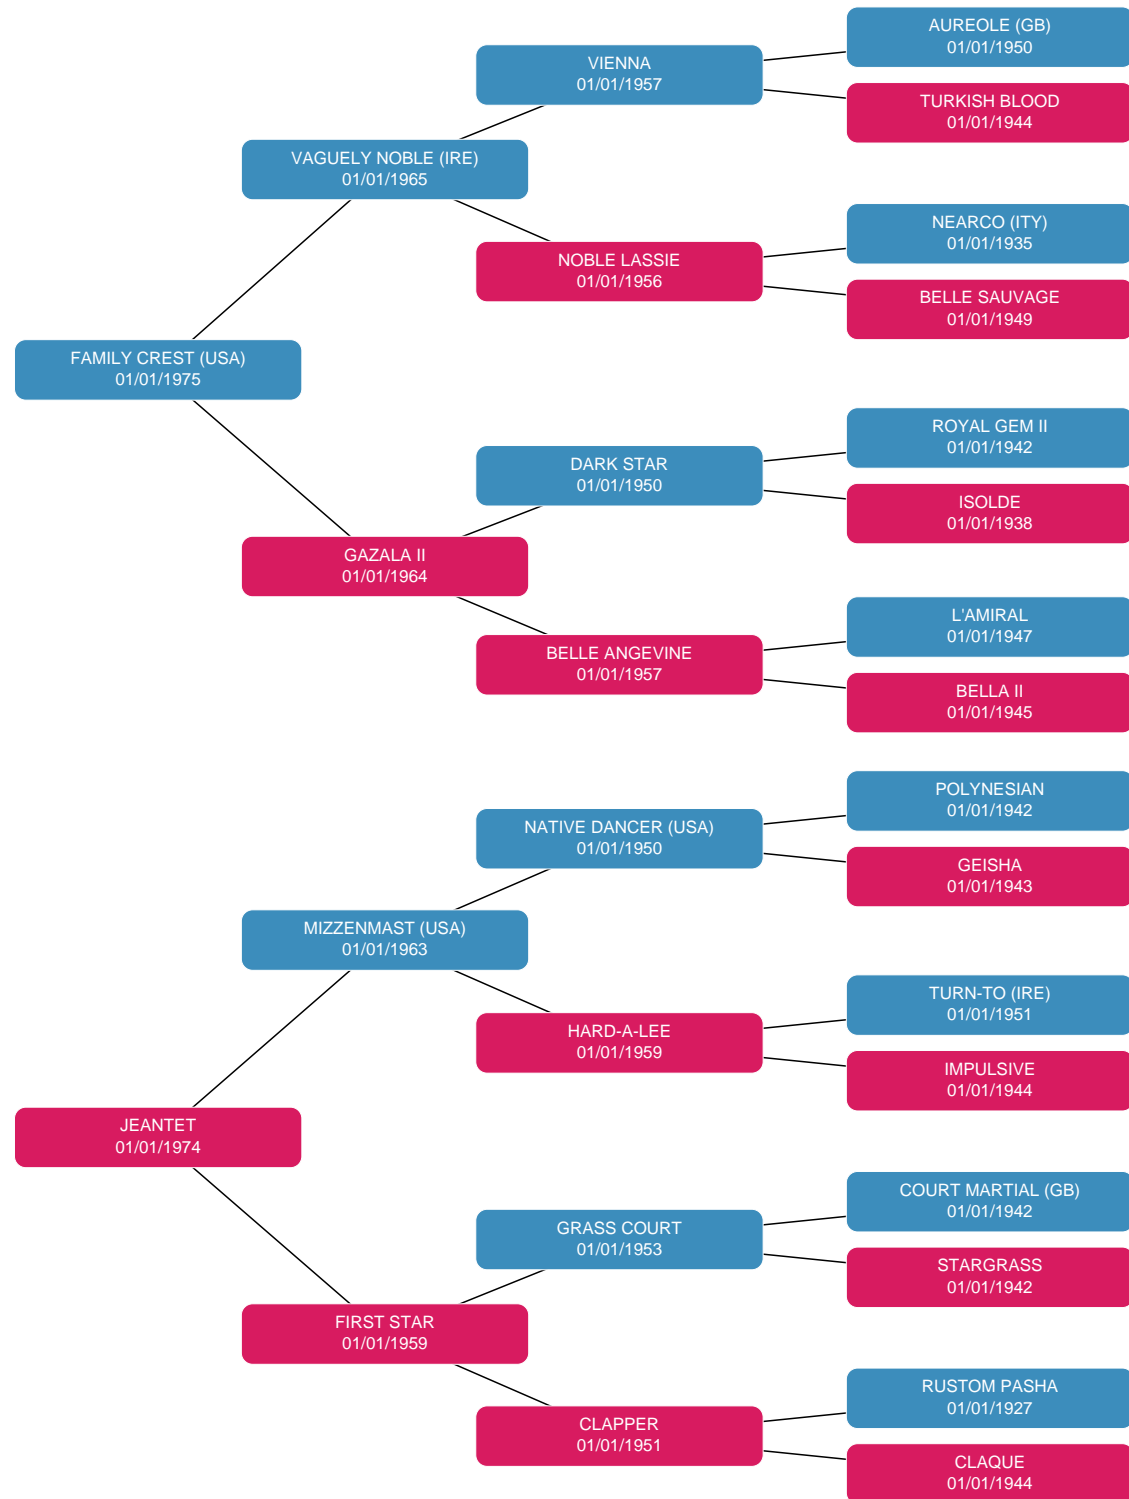 AUREOLE (GB)
01/01/1950
VIENNA
01/01/1957
TURKISH BLOOD
01/01/1944
VAGUELY NOBLE (IRE)
01/01/1965
NEARCO (ITY)
01/01/1935
NOBLE LASSIE
01/01/1956
BELLE SAUVAGE
01/01/1949
FAMILY CREST (USA)
01/01/1975
ROYAL GEM II
01/01/1942
DARK STAR
01/01/1950
ISOLDE
01/01/1938
GAZALA II
01/01/1964
L'AMIRAL
01/01/1947
BELLE ANGEVINE
01/01/1957
BELLA II
01/01/1945
POLYNESIAN
01/01/1942
NATIVE DANCER (USA)
01/01/1950
GEISHA
01/01/1943
MIZZENMAST (USA)
01/01/1963
TURN-TO (IRE)
01/01/1951
HARD-A-LEE
01/01/1959
IMPULSIVE
01/01/1944
JEANTET
01/01/1974
COURT MARTIAL (GB)
01/01/1942
GRASS COURT
01/01/1953
STARGRASS
01/01/1942
FIRST STAR
01/01/1959
RUSTOM PASHA
01/01/1927
CLAPPER
01/01/1951
CLAQUE
01/01/1944